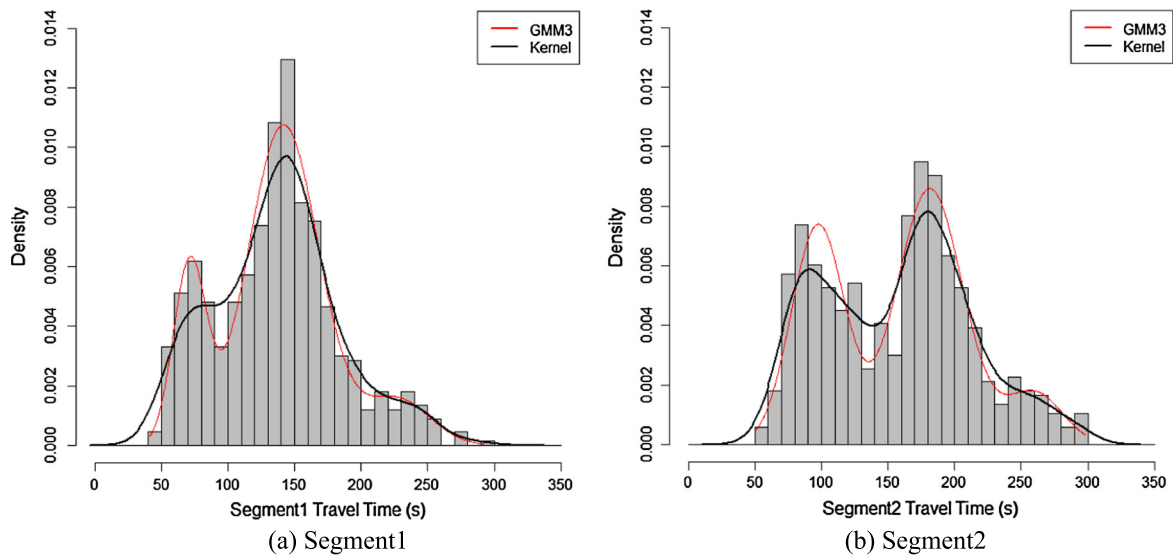 GMM3
Kernel
Density
0.000 0.002 0.004 0.006 0.008 0.010 0.012 0.014
0 50 100 150 200 250 300 350
Segment1 Travel Time (s)
(a) Segment1
GMM3
Kernel
Density
0.000 0.002 0.004 0.006 0.008 0.010 0.012 0.014
0 50 100 150 200 250 300 350
Segment2 Travel Time (s)
(b) Segment2